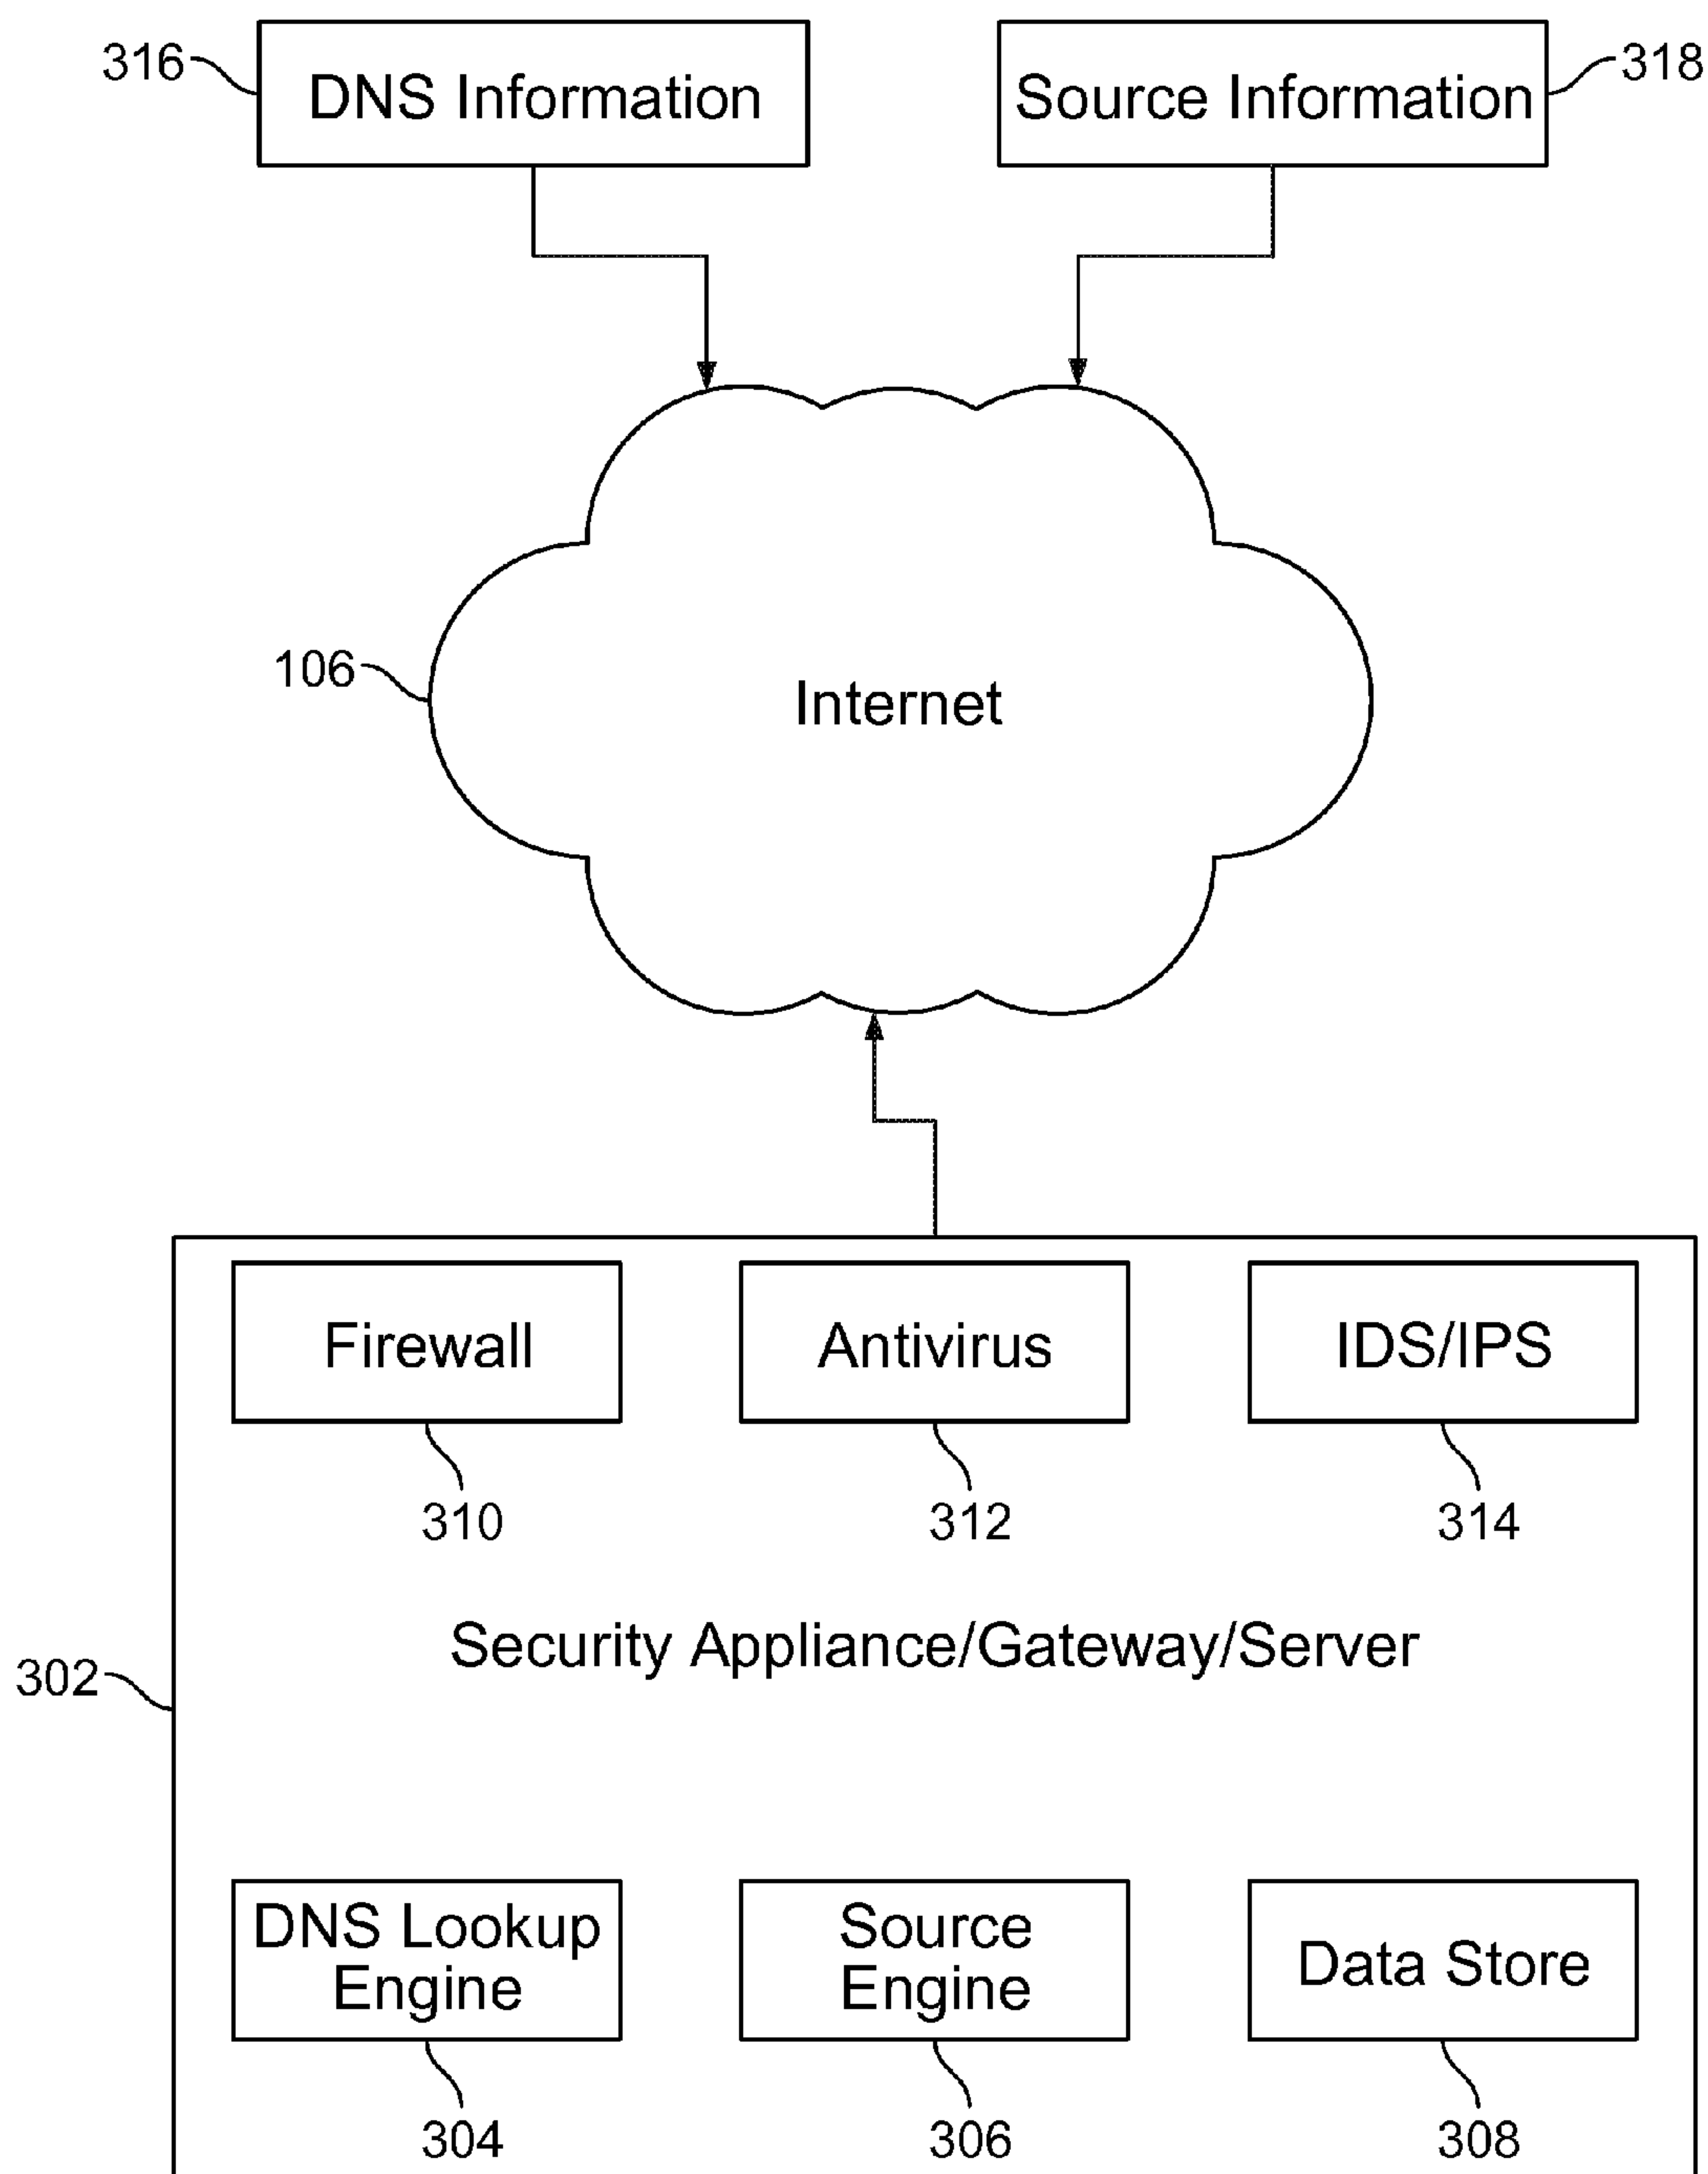 316
DNS Information
Source Information
318
106
Internet
Firewall
Antivirus
IDS/IPS
310
312
314
Security Appliance/Gateway/Server
302
DNS Lookup
Engine
Source
Engine
Data Store
304
306
308